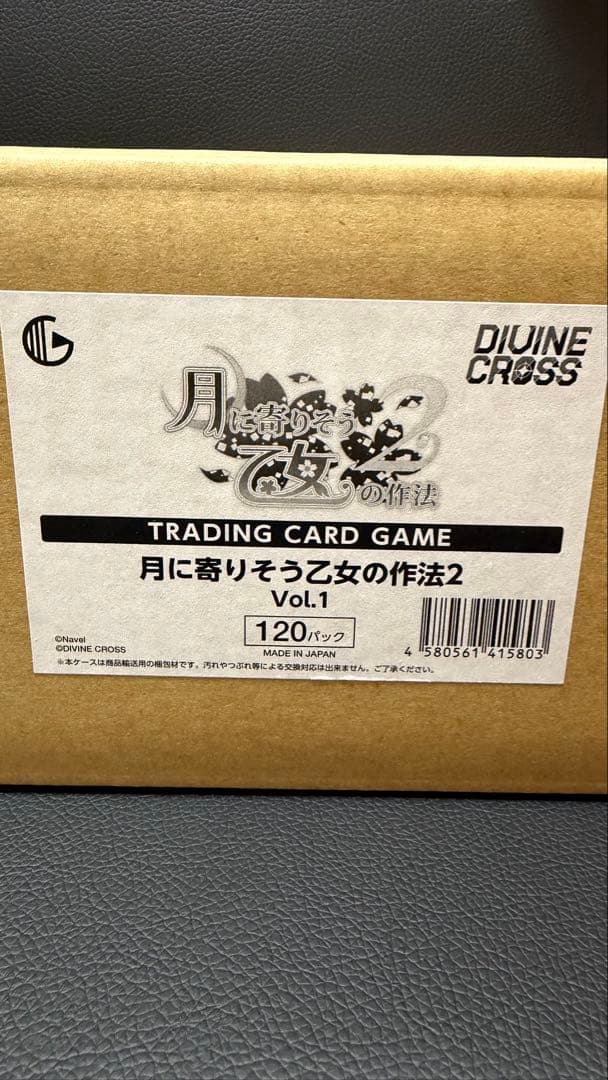 DIVINE
CROSS
月に寄りそう
乙女の作法
2
TRADING CARD GAME
月に寄りそう乙女の作法2
Vol.1
120パック
MADE IN JAPAN
©Navel
©DIVINE CROSS
4 580561 415803
※本ケースは商品輸送用の梱包材です。汚れやつぶれ等による交換対応は出来ません。ご了承ください。